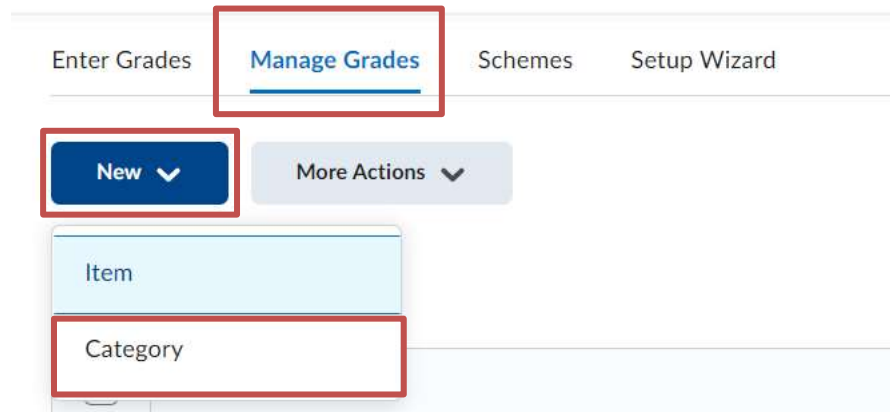 Enter Grades Manage Grades Schemes Setup Wizard
New More Actions
Item
Category